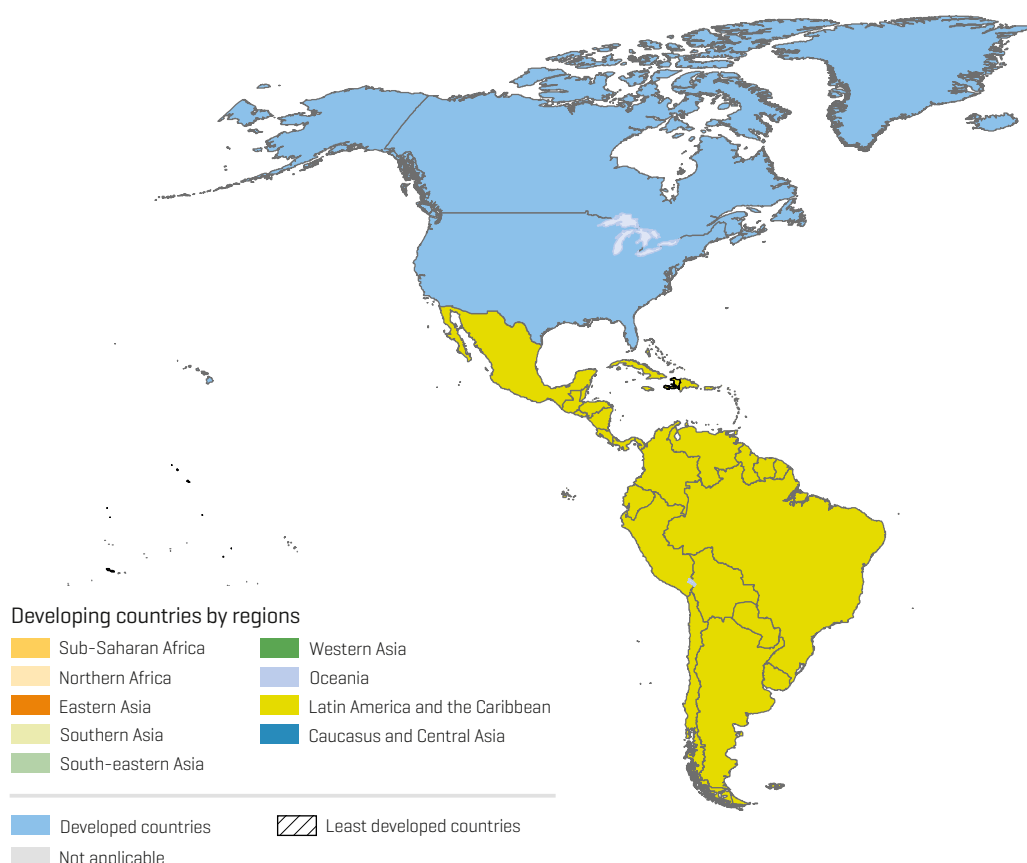 Developing countries by regions
Sub-Saharan Africa
Northern Africa
Eastern Asia
Southern Asia
South-eastern Asia
Western Asia
Oceania
Latin America and the Caribbean
Caucasus and Central Asia
Developed countries
Least developed countries
Not applicable